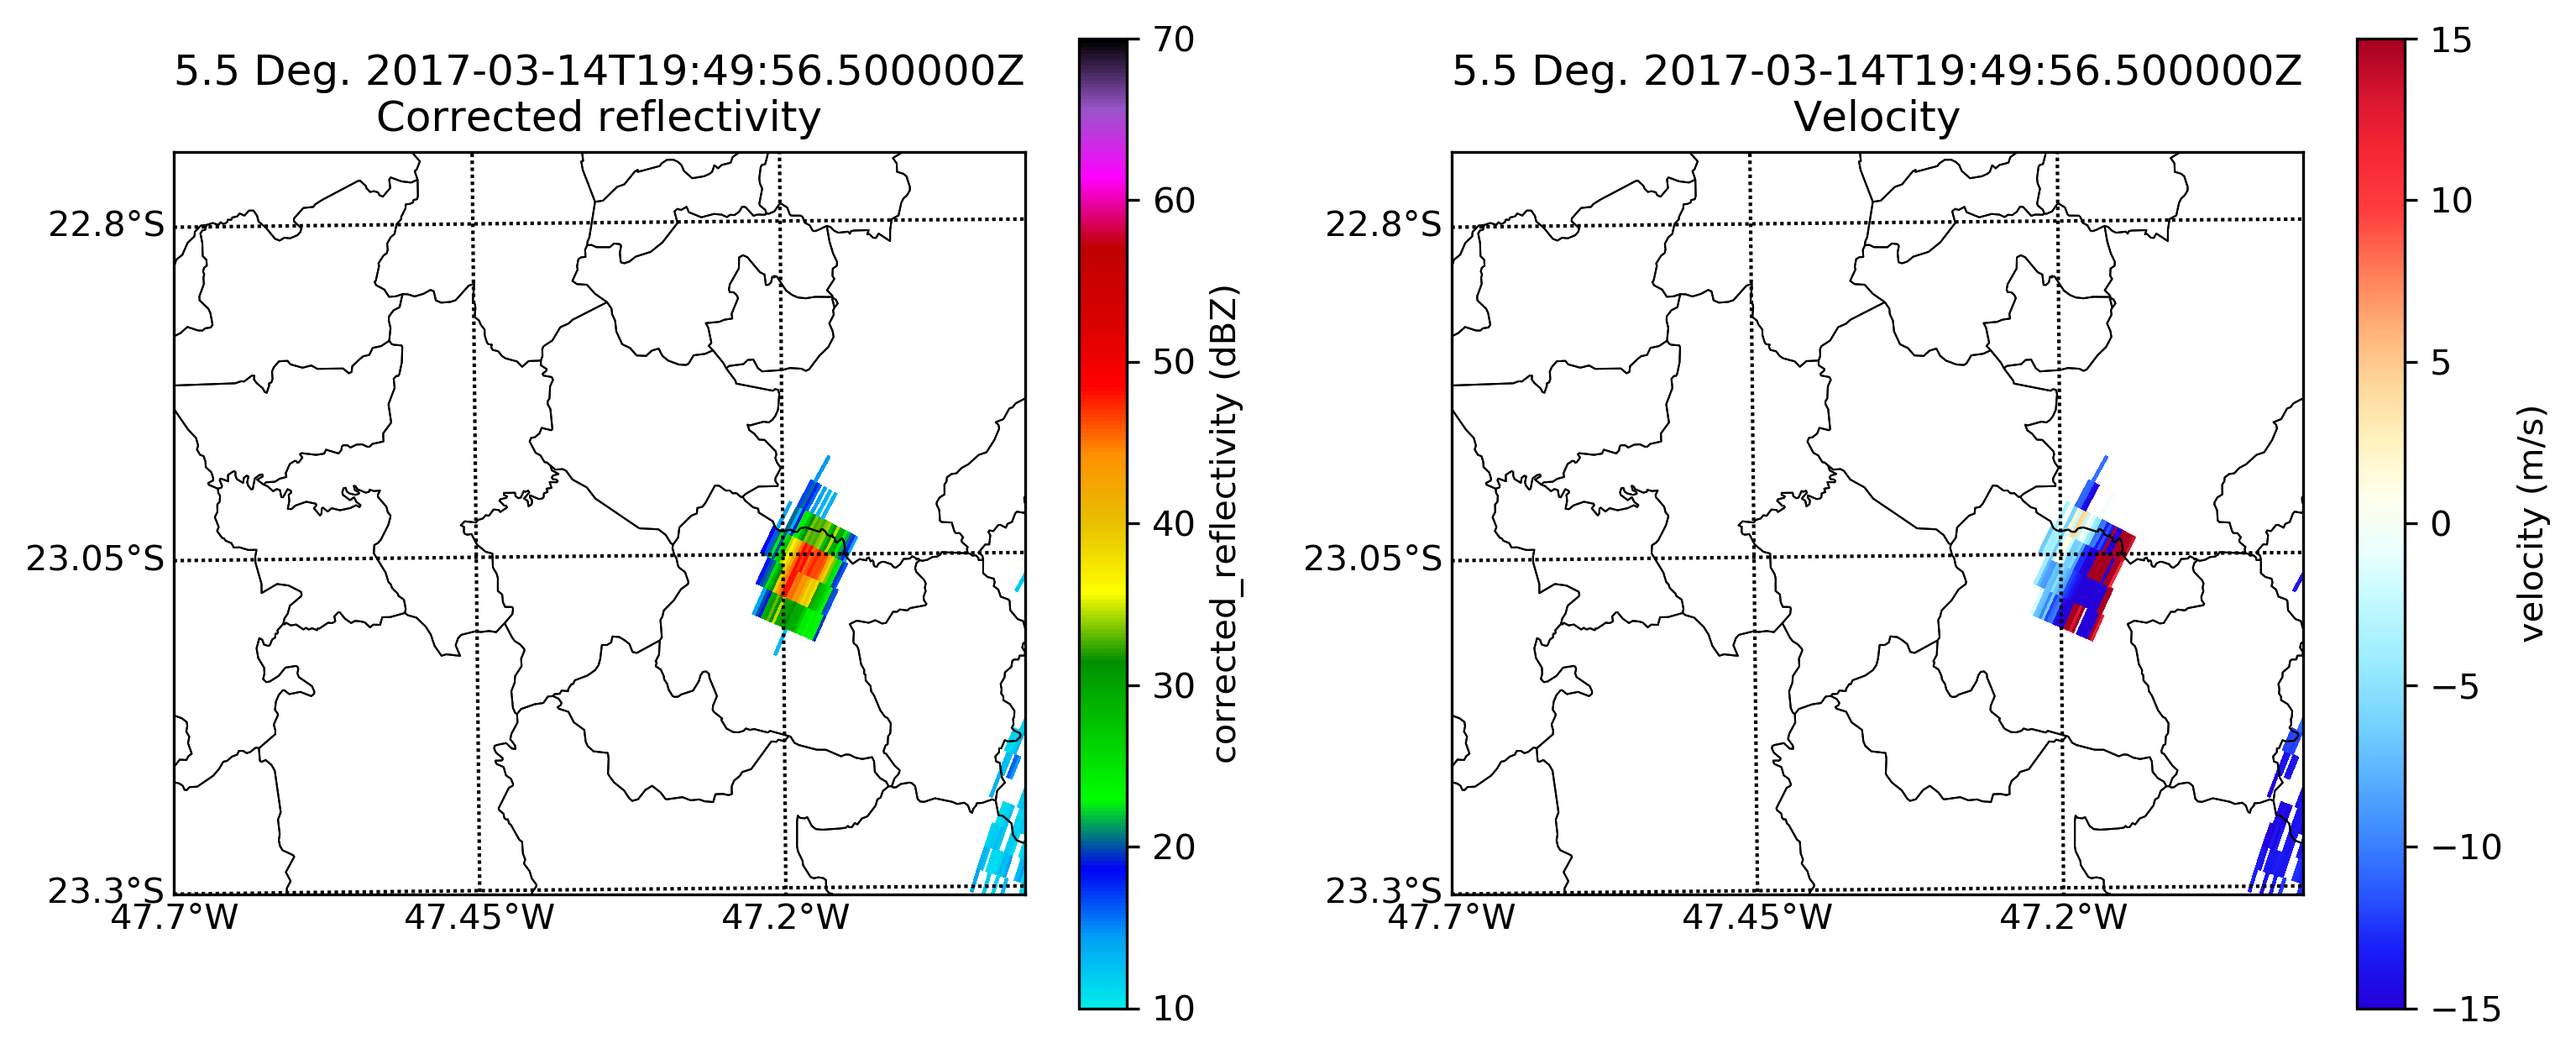 5.5 Deg. 2017-03-14T19:49:56.500000Z
Corrected reflectivity
22.8°S
23.05°S
23.3°S
47.7°W
47.45°W
47.2°W
70
60
50
40
30
20
10
corrected_reflectivity (dBZ)
5.5 Deg. 2017-03-14T19:49:56.500000Z
Velocity
22.8°S
23.05°S
23.3°S
47.7°W
47.45°W
47.2°W
15
10
5
0
−5
−10
−15
velocity (m/s)